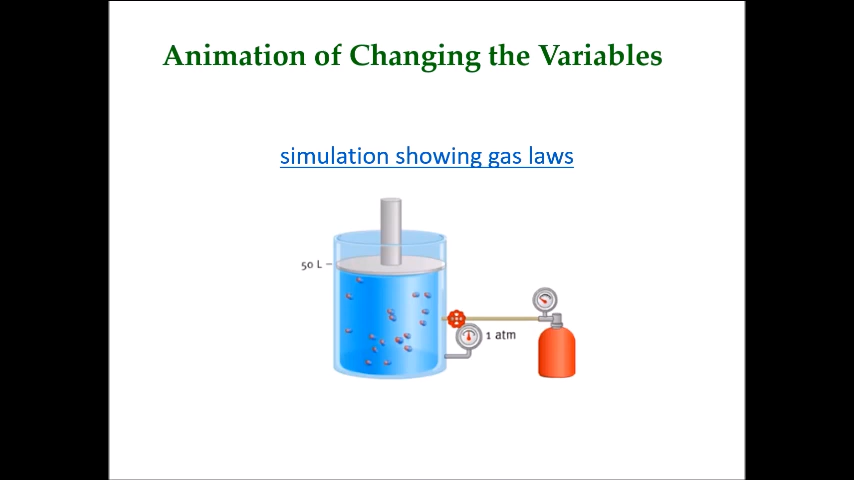 Animation of Changing the Variables
simulation showing gas laws
50 L
1 atm